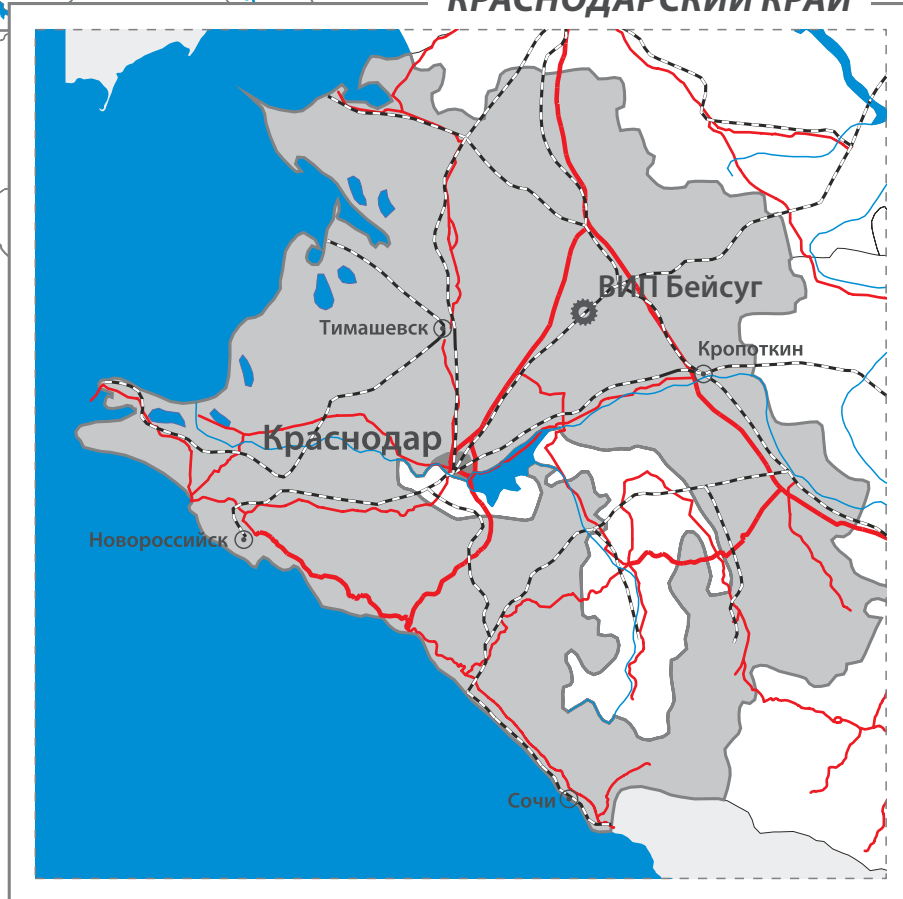 КРАСНОДАРСКИЙ КРАЙ
ВИП Бейсуг
Тимашевск
Кропоткин
Краснодар
Новороссийск
Сочи